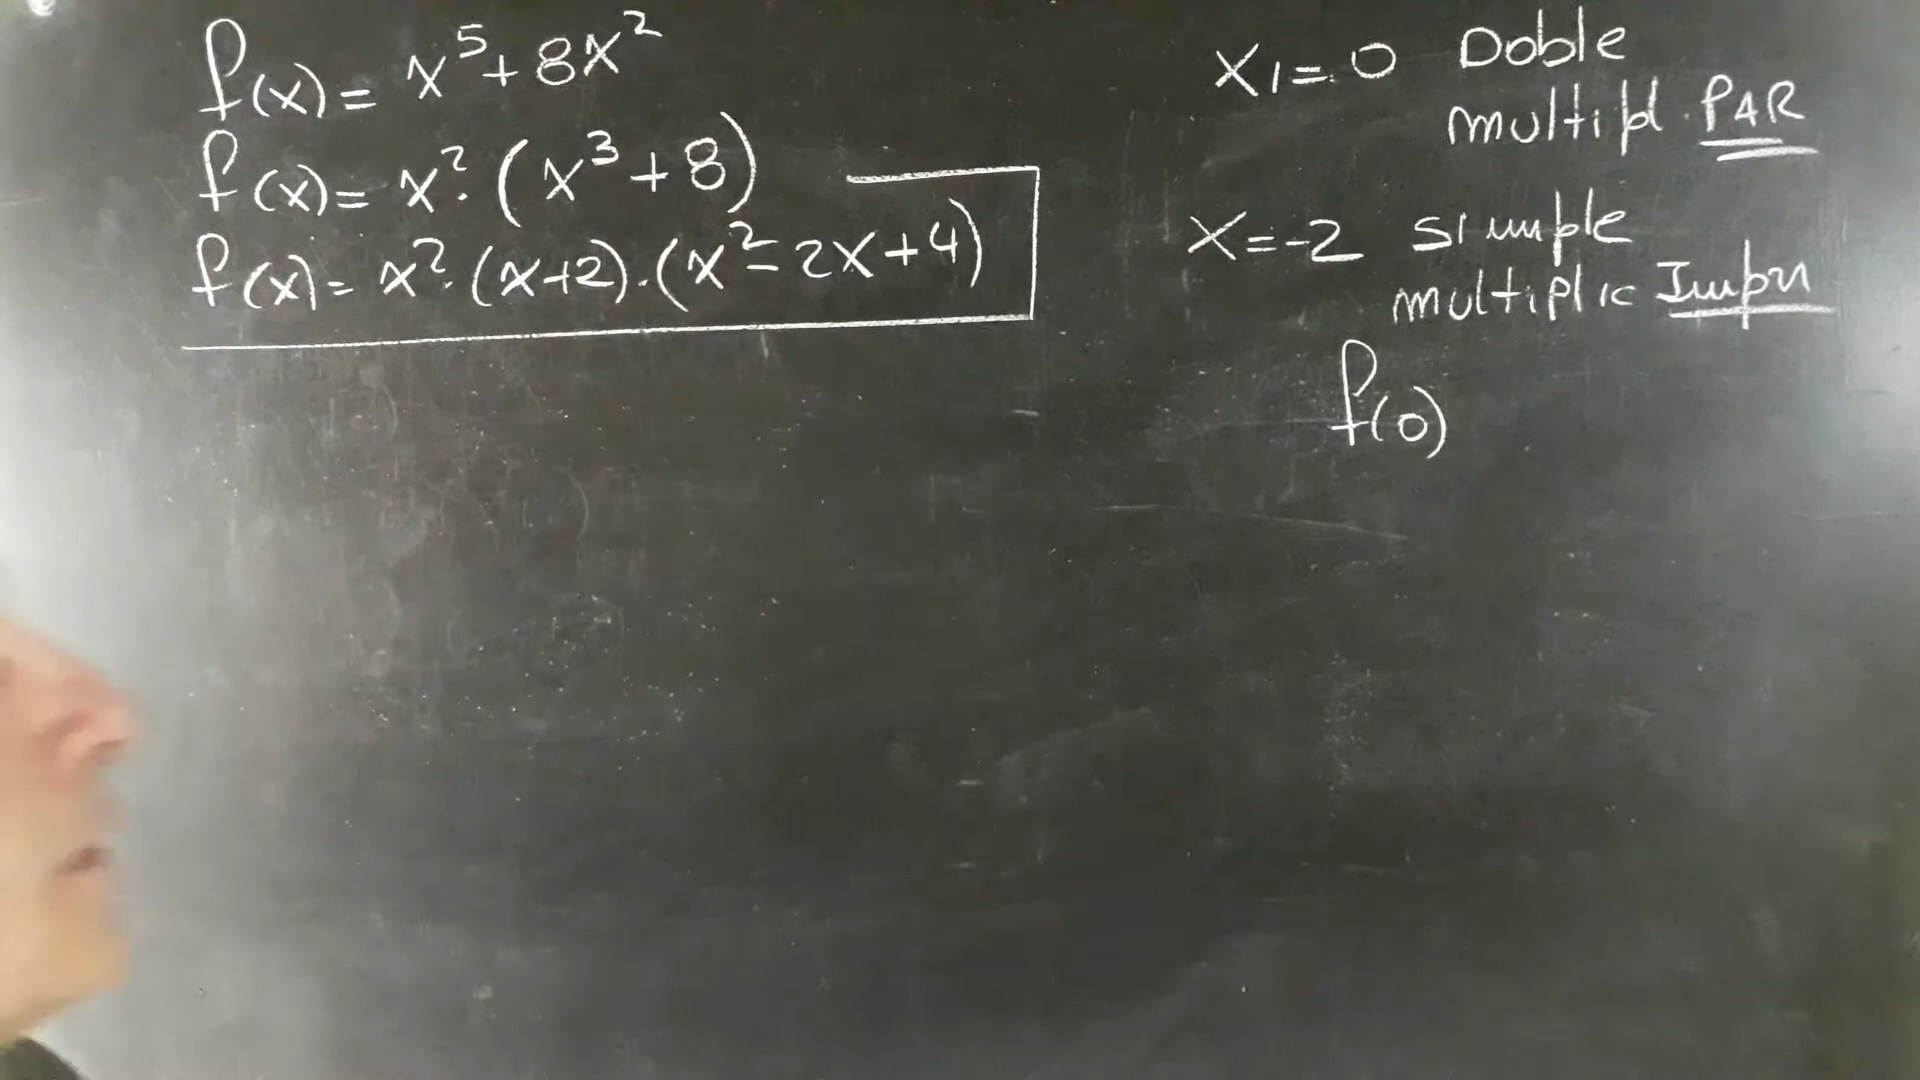 f(x) = x⁵ + 8x²
f(x) = x² · (x³ + 8)
f(x) = x² · (x+2) · (x² - 2x + 4)
x₁ = 0 Doble
multipl. PAR
x = -2 simple
multiplic Impar
f(0)